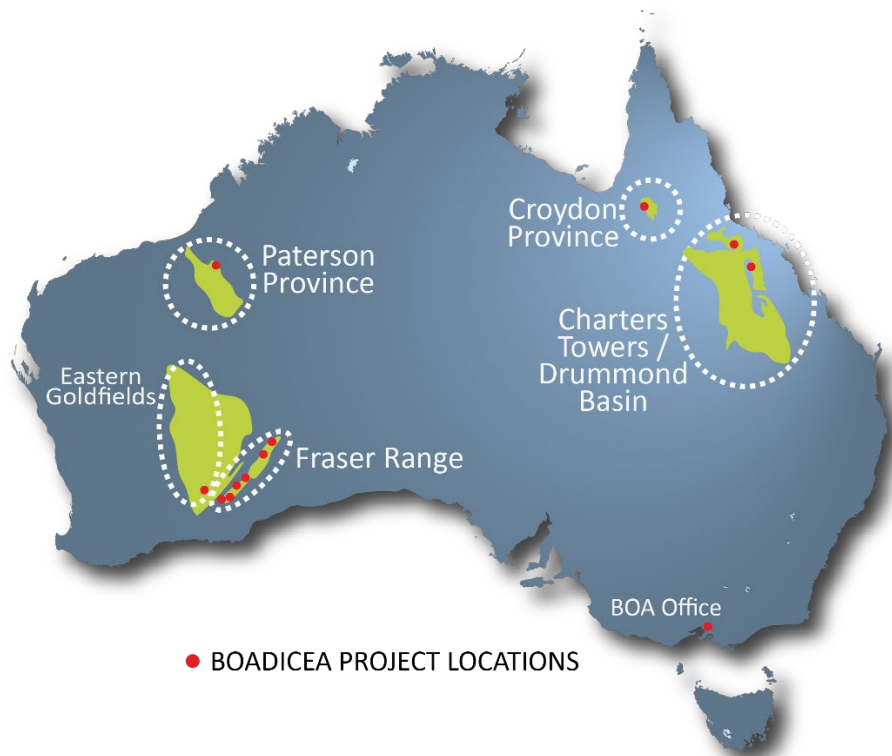 Croydon
Province
Paterson
Province
Charters
Towers /
Drummond
Basin
Eastern
Goldfields
Fraser Range
BOA Office
BOADICEA PROJECT LOCATIONS